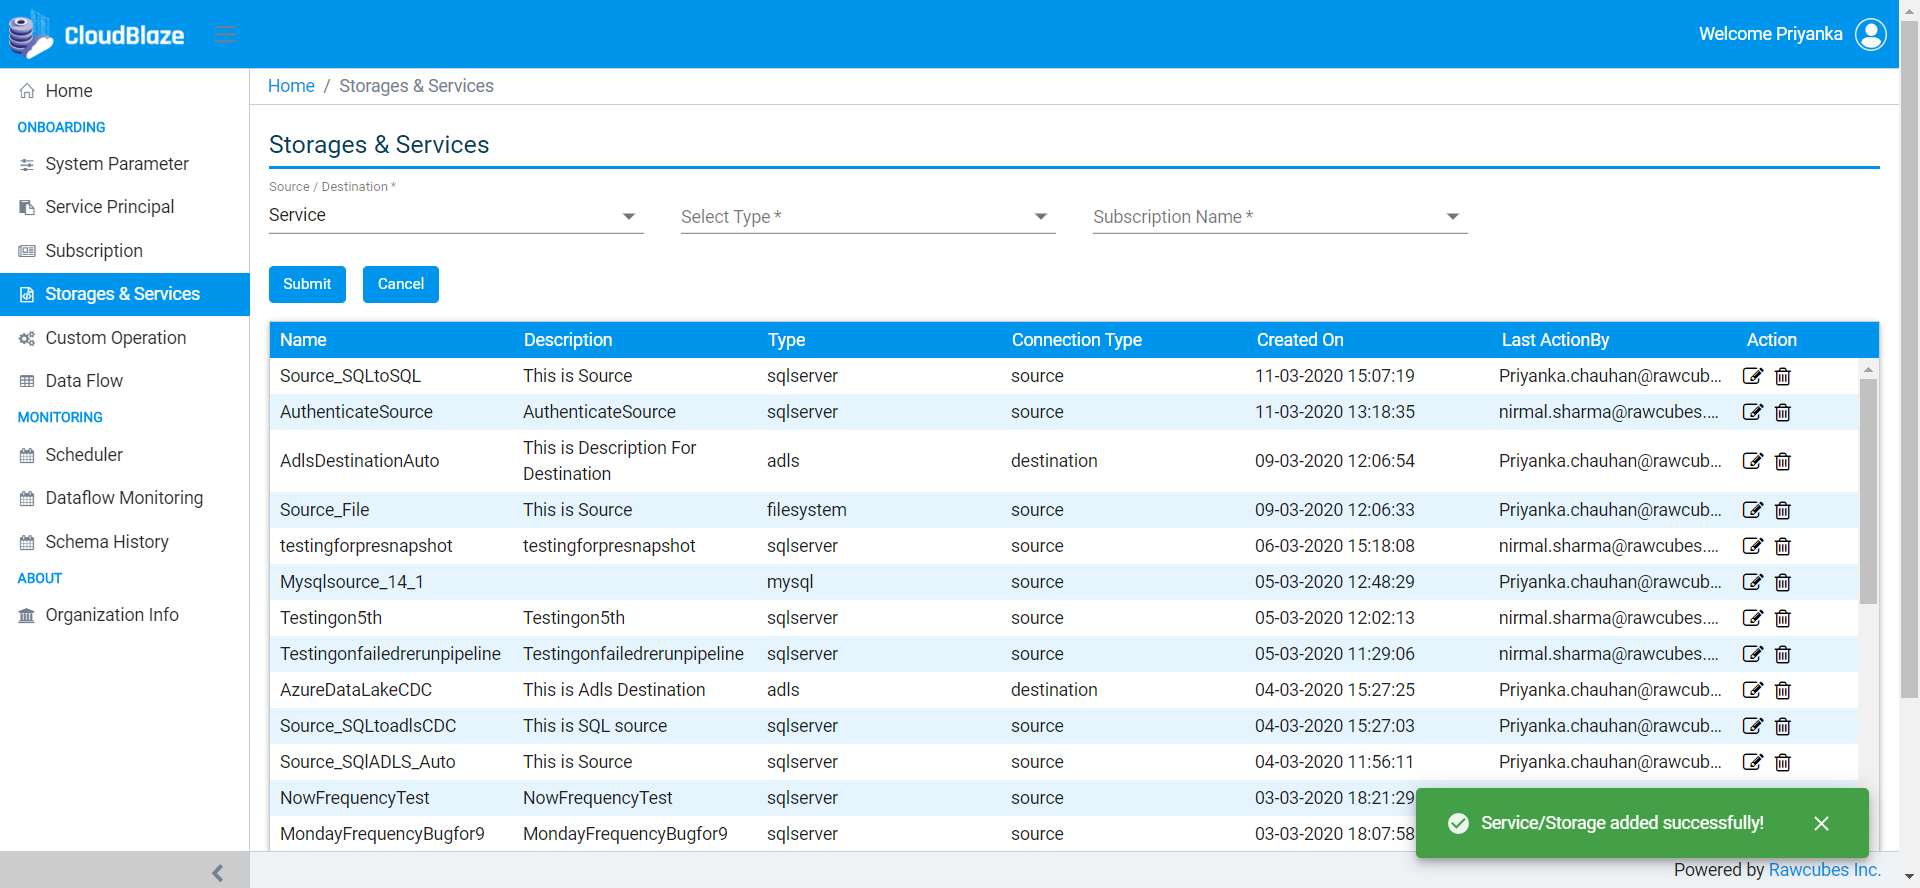 CloudBlaze
Welcome Priyanka
Home
ONBOARDING
System Parameter
Service Principal
Subscription
Storages & Services
Custom Operation
Data Flow
MONITORING
Scheduler
Dataflow Monitoring
Schema History
ABOUT
Organization Info
Home / Storages & Services
Storages & Services
Source / Destination *
Service
Select Type *
Subscription Name *
Submit Cancel
Name Description Type Connection Type Created On Last ActionBy Action
Source_SQLtoSQL This is Source sqlserver source 11-03-2020 15:07:19 Priyanka.chauhan@rawcub...
AuthenticateSource AuthenticateSource sqlserver source 11-03-2020 13:18:35 nirmal.sharma@rawcubes....
AdlsDestinationAuto This is Description For Destination adls destination 09-03-2020 12:06:54 Priyanka.chauhan@rawcub...
Source_File This is Source filesystem source 09-03-2020 12:06:33 Priyanka.chauhan@rawcub...
testingforpresnapshot testingforpresnapshot sqlserver source 06-03-2020 15:18:08 nirmal.sharma@rawcubes....
Mysqlsource_14_1 mysql source 05-03-2020 12:48:29 Priyanka.chauhan@rawcub...
Testingon5th Testingon5th sqlserver source 05-03-2020 12:02:13 nirmal.sharma@rawcubes....
Testingonfailedrerunpipeline Testingonfailedrerunpipeline sqlserver source 05-03-2020 11:29:06 nirmal.sharma@rawcubes....
AzureDataLakeCDC This is Adls Destination adls destination 04-03-2020 15:27:25 Priyanka.chauhan@rawcub...
Source_SQLtoadlsCDC This is SQL source sqlserver source 04-03-2020 15:27:03 Priyanka.chauhan@rawcub...
Source_SQlADLS_Auto This is Source sqlserver source 04-03-2020 11:56:11 Priyanka.chauhan@rawcub...
NowFrequencyTest NowFrequencyTest sqlserver source 03-03-2020 18:21:29
MondayFrequencyBugfor9 MondayFrequencyBugfor9 sqlserver source 03-03-2020 18:07:58
Service/Storage added successfully!
Powered by Rawcubes Inc.